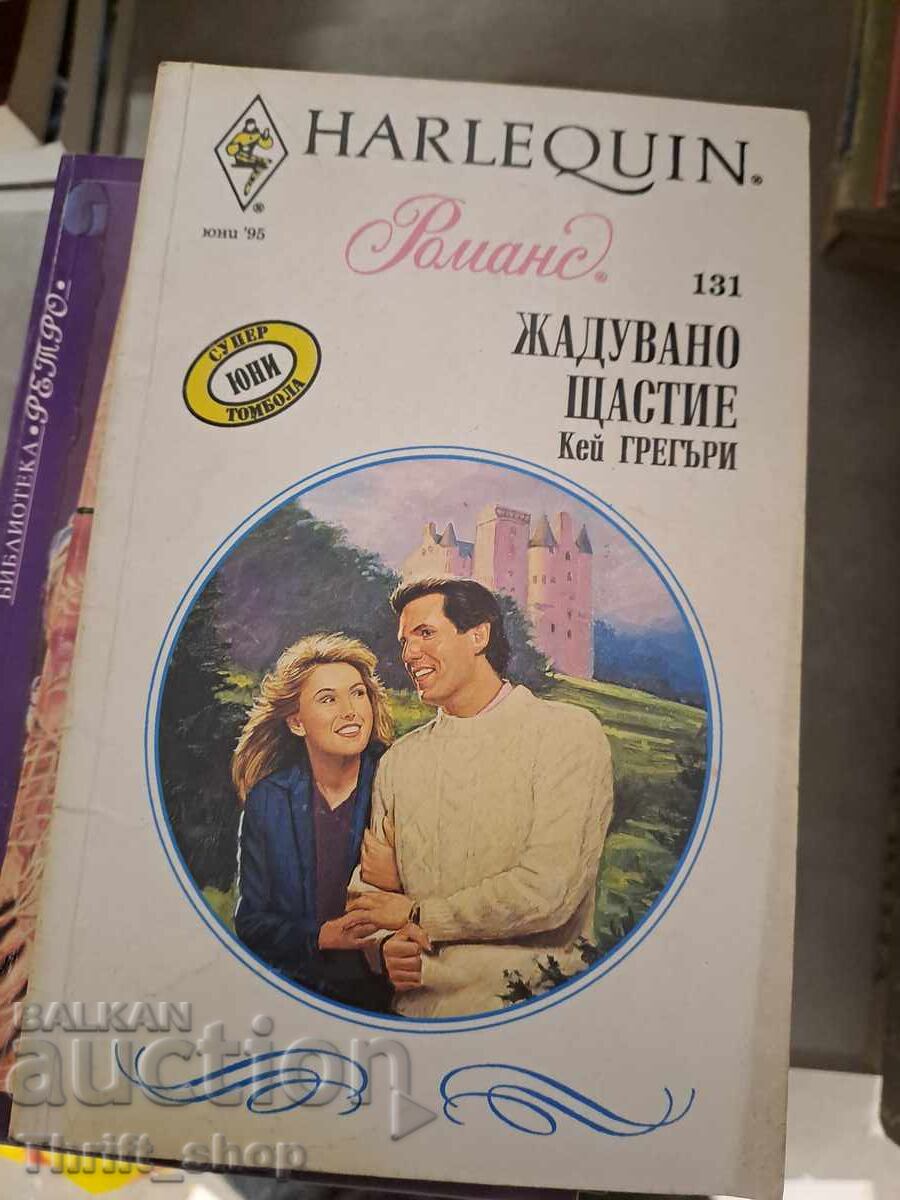 HARLEQUIN®
®
юни '95
Романс®
131
СУПЕР
ЮНИ
ТОМБОЛА
ЖАДУВАНО
ЩАСТИЕ
Кей ГРЕГЪРИ
БИБЛИОТЕКА • РЕТРО •
BALKAN
auction
Thrift_shop